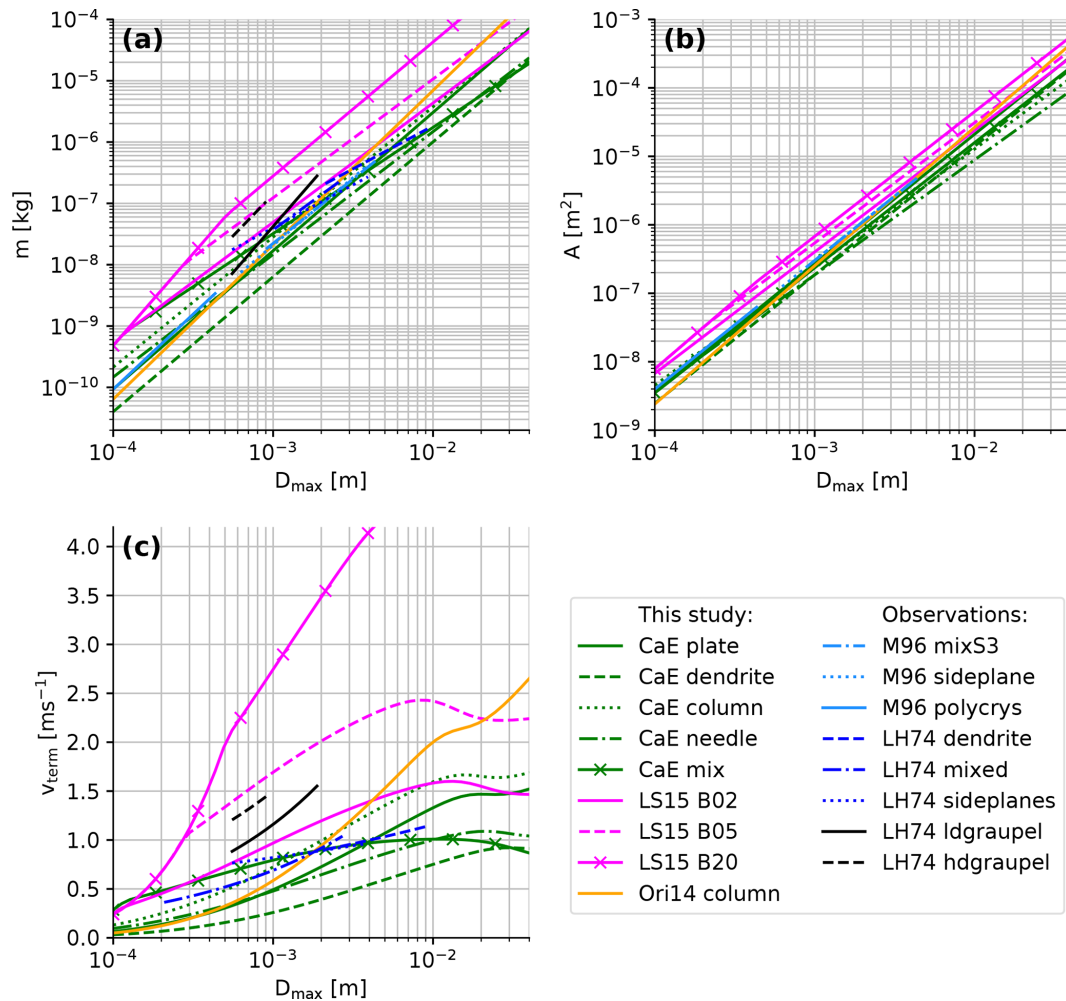 (a)
m [kg]
10⁻⁴
10⁻⁵
10⁻⁶
10⁻⁷
10⁻⁸
10⁻⁹
10⁻¹⁰
10⁻⁴
10⁻³
10⁻²
D_max [m]
(b)
A [m²]
10⁻³
10⁻⁴
10⁻⁵
10⁻⁶
10⁻⁷
10⁻⁸
10⁻⁹
10⁻⁴
10⁻³
10⁻²
D_max [m]
(c)
v_term [ms⁻¹]
4.0
3.5
3.0
2.5
2.0
1.5
1.0
0.5
0.0
10⁻⁴
10⁻³
10⁻²
D_max [m]
This study:
CaE plate
CaE dendrite
CaE column
CaE needle
CaE mix
LS15 B02
LS15 B05
LS15 B20
Ori14 column
Observations:
M96 mixS3
M96 sideplane
M96 polycrys
LH74 dendrite
LH74 mixed
LH74 sideplanes
LH74 ldgraupel
LH74 hdgraupel